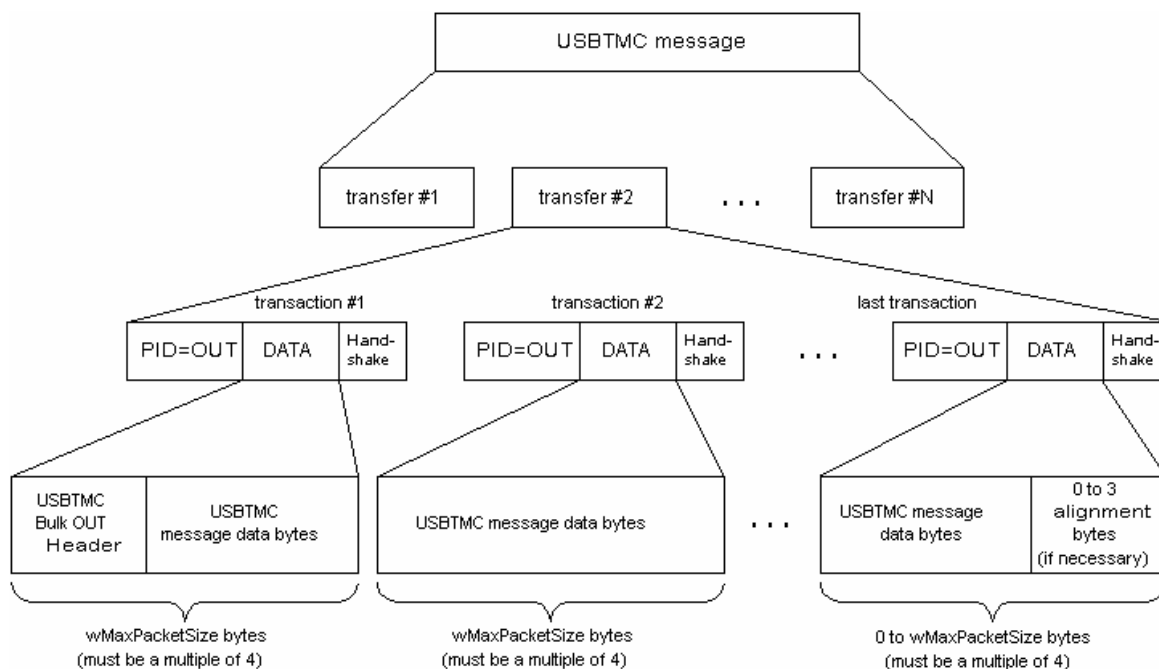 USBTMC message
transfer #1
transfer #2
. . .
transfer #N
transaction #1
transaction #2
last transaction
PID=OUT
DATA
Hand-
shake
PID=OUT
DATA
Hand-
shake
. . .
PID=OUT
DATA
Hand-
shake
USBTMC
Bulk OUT
Header
USBTMC
message data bytes
USBTMC message data bytes
. . .
USBTMC message
data bytes
0 to 3
alignment
bytes
(if necessary)
wMaxPacketSize bytes
(must be a multiple of 4)
wMaxPacketSize bytes
(must be a multiple of 4)
0 to wMaxPacketSize bytes
(must be a multiple of 4)